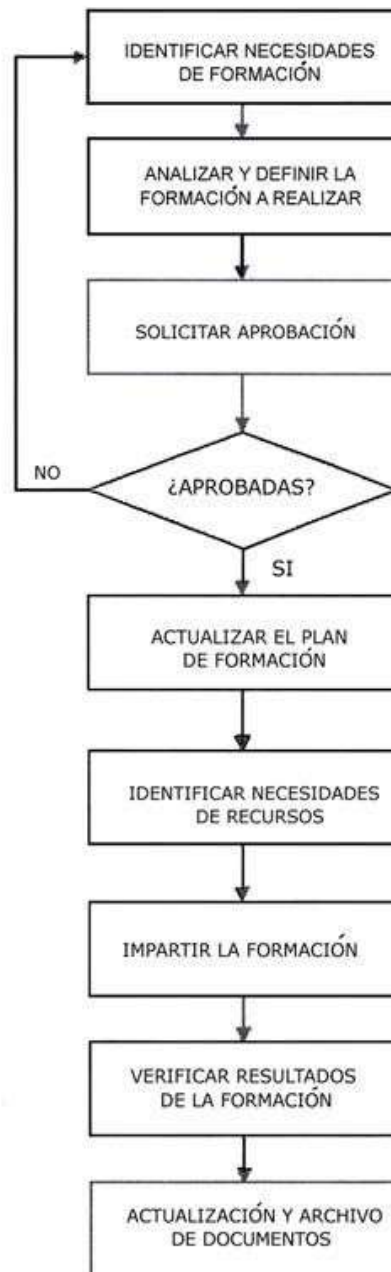 IDENTIFICAR NECESIDADES
DE FORMACIÓN
ANALIZAR Y DEFINIR LA
FORMACIÓN A REALIZAR
SOLICITAR APROBACIÓN
¿APROBADAS?
NO
SI
ACTUALIZAR EL PLAN
DE FORMACIÓN
IDENTIFICAR NECESIDADES
DE RECURSOS
IMPARTIR LA FORMACIÓN
VERIFICAR RESULTADOS
DE LA FORMACIÓN
ACTUALIZACIÓN Y ARCHIVO
DE DOCUMENTOS